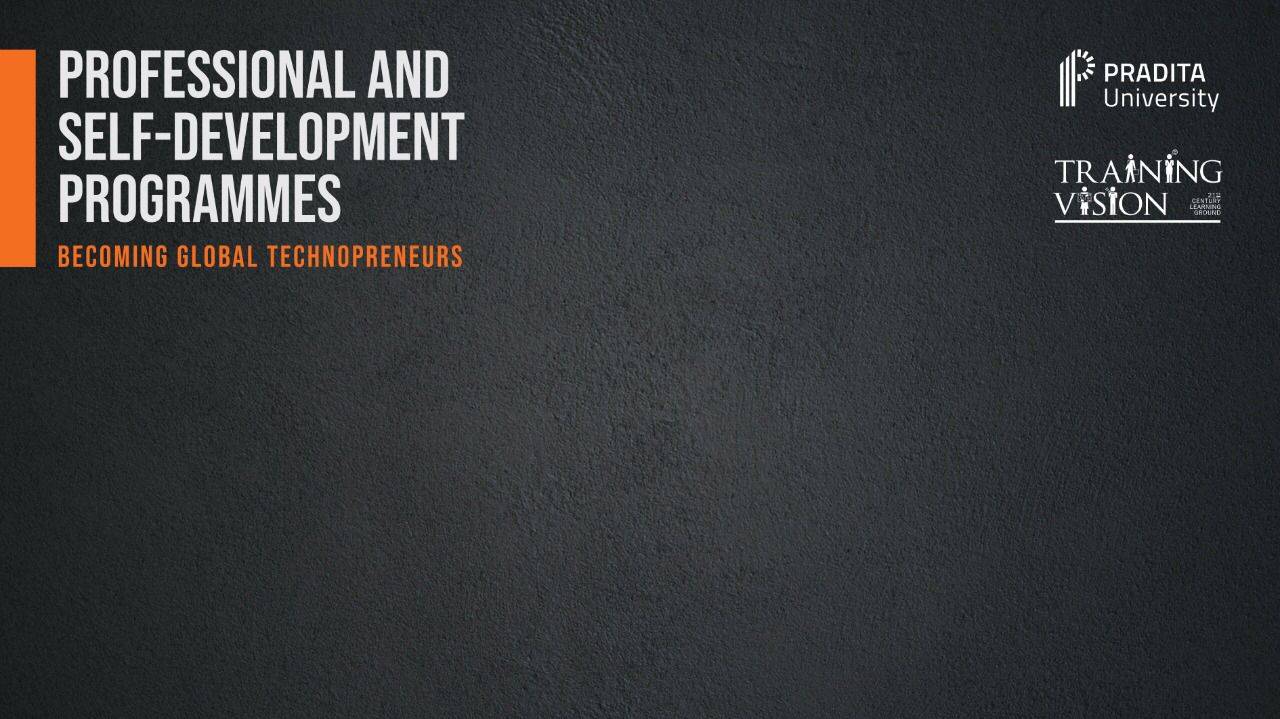 PROFESSIONAL AND
SELF-DEVELOPMENT
PROGRAMMES
BECOMING GLOBAL TECHNOPRENEURS
PRADITA
University
TRAINING
VISION
21ST
CENTURY
LEARNING
GROUND